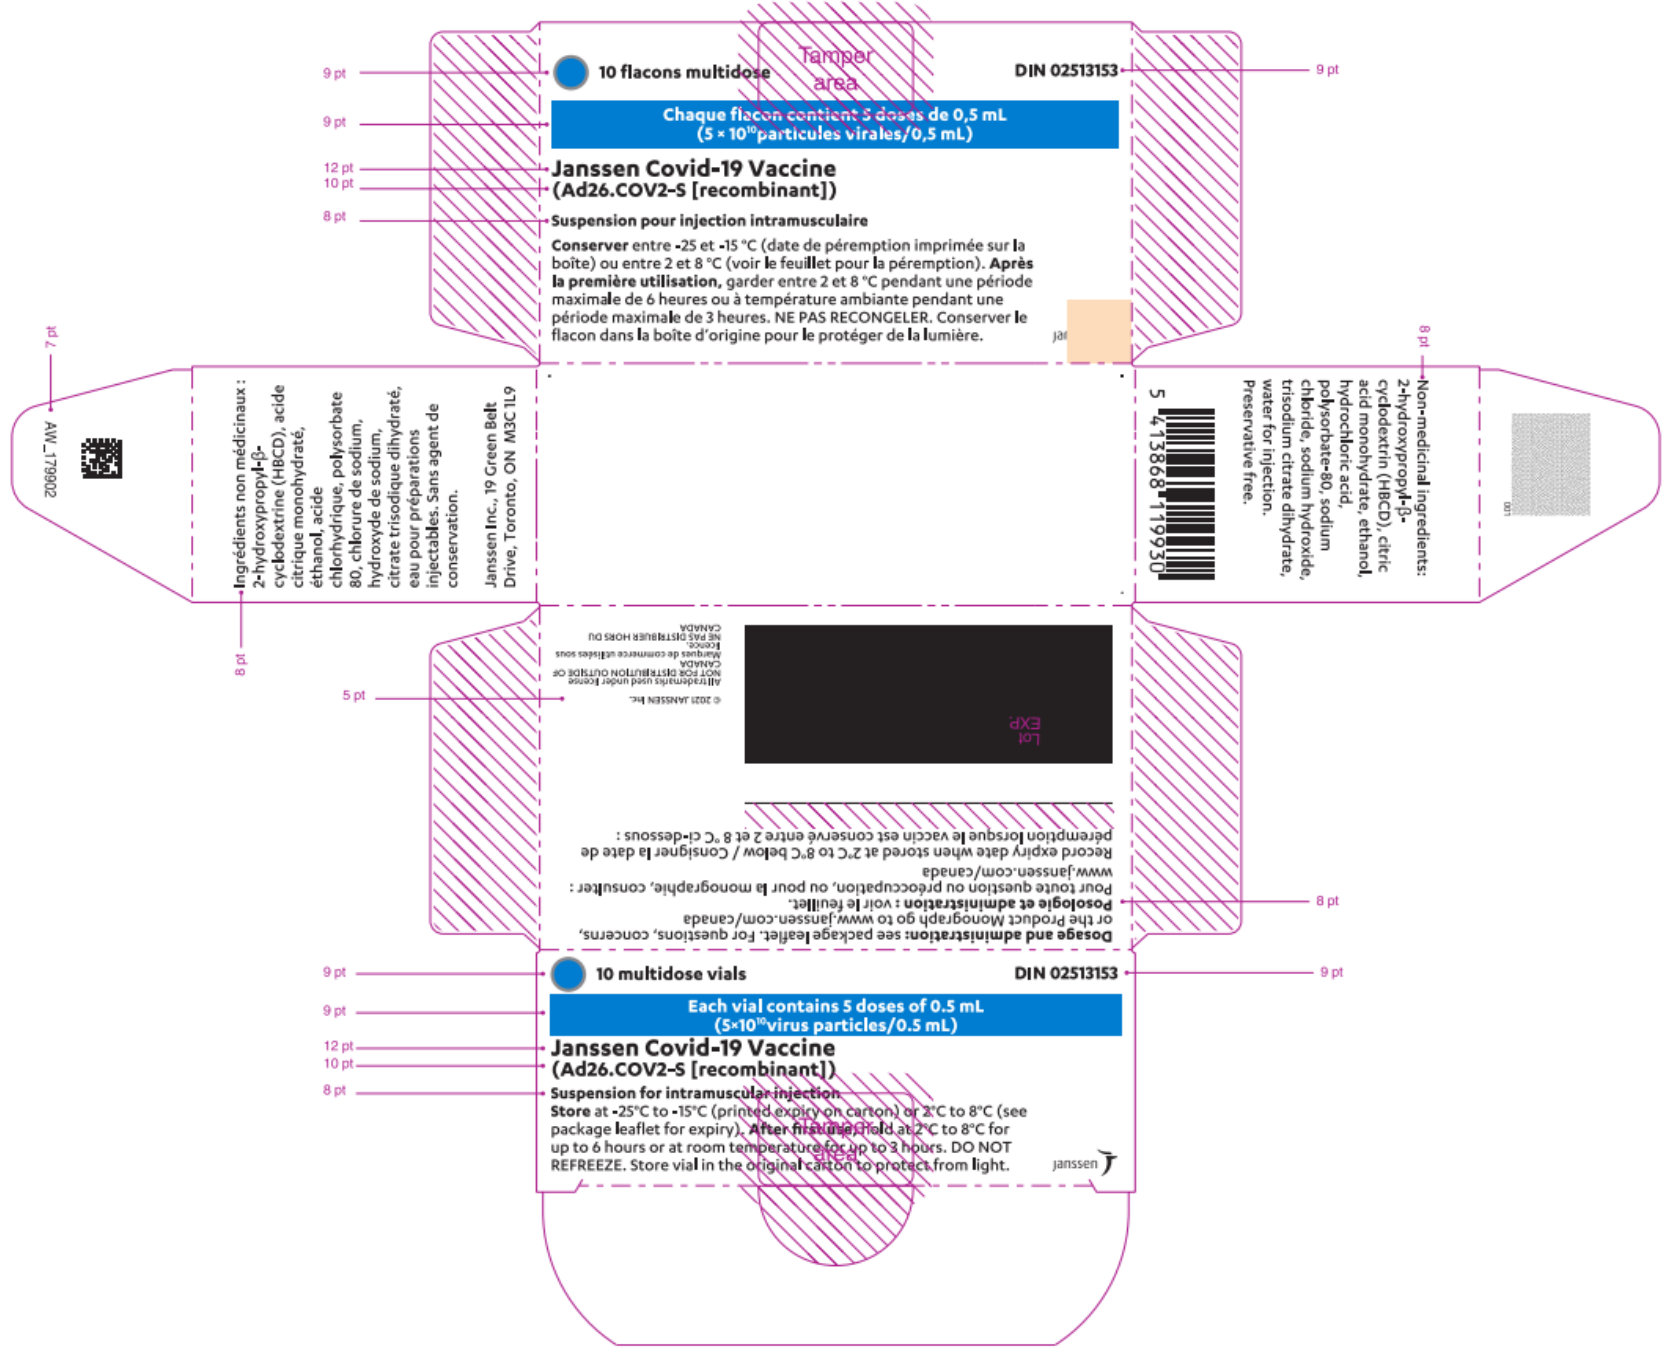 Tamper
area
9 pt
10 flacons multidose
DIN 02513153
9 pt
9 pt
Chaque flacon contient 5 doses de 0,5 mL
(5 × 10¹⁰particules virales/0,5 mL)
12 pt
Janssen Covid-19 Vaccine
10 pt
(Ad26.COV2-S [recombinant])
8 pt
Suspension pour injection intramusculaire
Conserver entre -25 et -15 °C (date de péremption imprimée sur la
boîte) ou entre 2 et 8 °C (voir le feuillet pour la péremption). Après
la première utilisation, garder entre 2 et 8 °C pendant une période
maximale de 6 heures ou à température ambiante pendant une
période maximale de 3 heures. NE PAS RECONGELER. Conserver le
flacon dans la boîte d'origine pour le protéger de la lumière.
jan
7 pt
AW_179902
Ingrédients non médicinaux :
2-hydroxypropyl-β-
cyclodextrine (HBCD), acide
citrique monohydraté,
éthanol, acide
chlorhydrique, polysorbate
80, chlorure de sodium,
hydroxyde de sodium,
citrate trisodique dihydraté,
eau pour préparations
injectables. Sans agent de
conservation.
Janssen Inc., 19 Green Belt
Drive, Toronto, ON M3C 1L9
8 pt
5 413868 119930
8 pt
Non-medicinal ingredients:
2-hydroxypropyl-β-
cyclodextrin (HBCD), citric
acid monohydrate, ethanol,
hydrochloric acid,
polysorbate-80, sodium
chloride, sodium hydroxide,
trisodium citrate dihydrate,
water for injection.
Preservative free.
001
5 pt
© 2021 JANSSEN Inc.
All trademarks used under license
NOT FOR DISTRIBUTION OUTSIDE OF
CANADA
Marques de commerce utilisées sous
licence.
NE PAS DISTRIBUER HORS DU
CANADA
Lot
EXP.
8 pt
Dosage and administration: see package leaflet. For questions, concerns,
or the Product Monograph go to www.janssen.com/canada
Posologie et administration : voir le feuillet.
Pour toute question ou préoccupation, ou pour la monographie, consulter :
www.janssen.com/canada
Record expiry date when stored at 2°C to 8°C below / Consigner la date de
péremption lorsque le vaccin est conservé entre 2 et 8 °C ci-dessous :
9 pt
10 multidose vials
DIN 02513153
9 pt
9 pt
Each vial contains 5 doses of 0.5 mL
(5×10¹⁰virus particles/0.5 mL)
12 pt
Janssen Covid-19 Vaccine
10 pt
(Ad26.COV2-S [recombinant])
8 pt
Suspension for intramuscular injection
Store at -25°C to -15°C (printed expiry on carton) or 2°C to 8°C (see
package leaflet for expiry). After first use, hold at 2°C to 8°C for
up to 6 hours or at room temperature for up to 3 hours. DO NOT
REFREEZE. Store vial in the original carton to protect from light.
Tamper
area
janssen